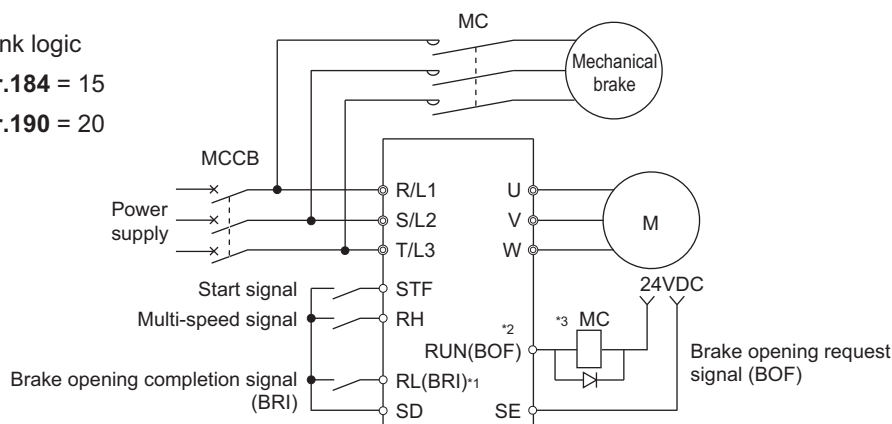 MC
nk logic
r.184 = 15
r.190 = 20
Mechanical
brake
MCCB
Power
supply
R/L1
S/L2
T/L3
U
V
W
M
24VDC
Start signal
STF
Multi-speed signal
RH
*2
*3 MC
RUN(BOF)
Brake opening request
signal (BOF)
Brake opening completion signal
(BRI)
RL(BRI)*1
SD
SE